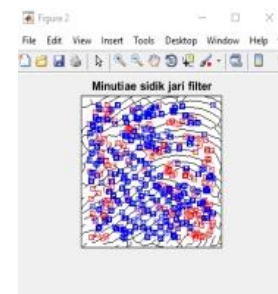 Figure 2
File Edit View Insert Tools Desktop Window Help
Minutiae sidik jari filter